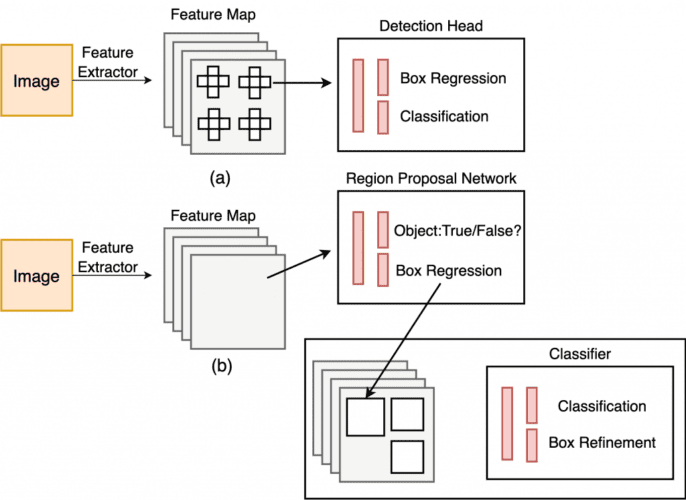 Feature Map
Detection Head
Image
Feature
Extractor
Box Regression
Classification
(a)
Region Proposal Network
Feature Map
Image
Feature
Extractor
Object:True/False?
Box Regression
(b)
Classifier
Classification
Box Refinement